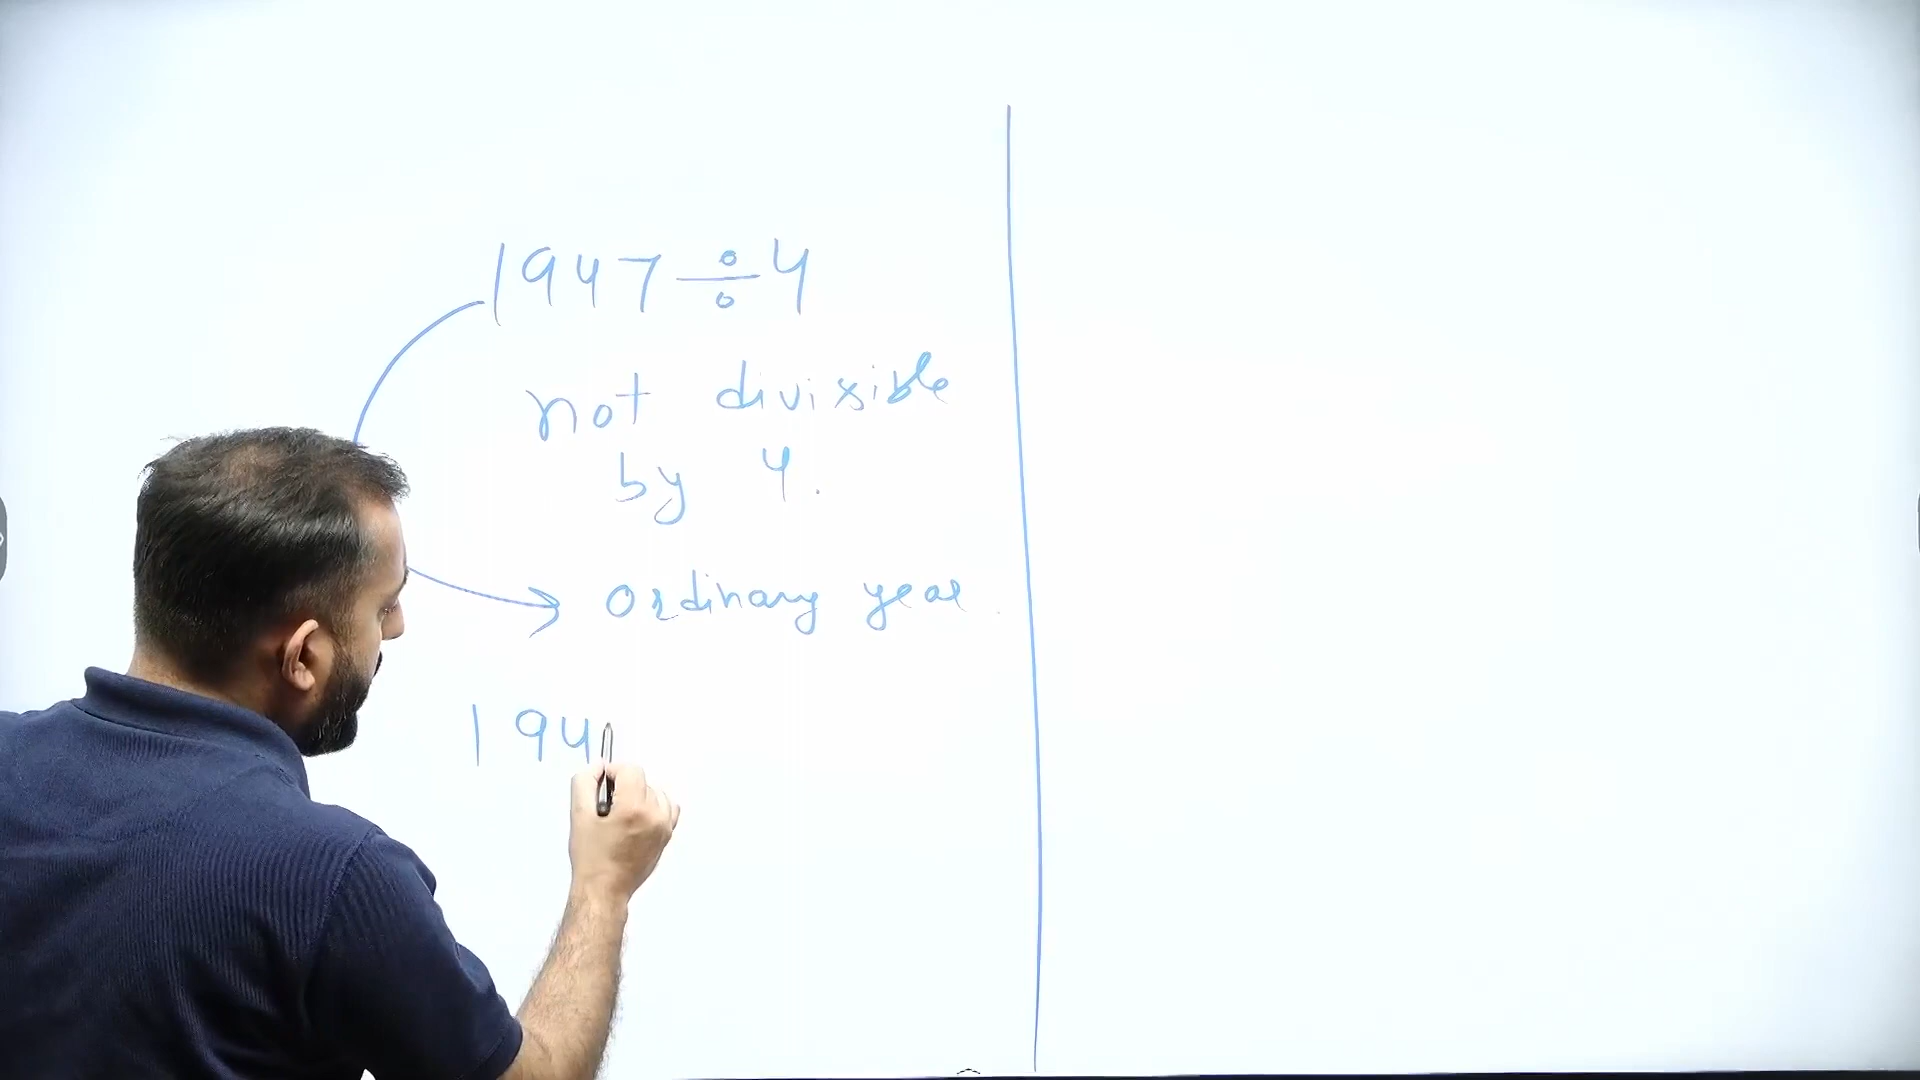 1947 ÷ 4
not divisible
by 4.
→ ordinary year.
194